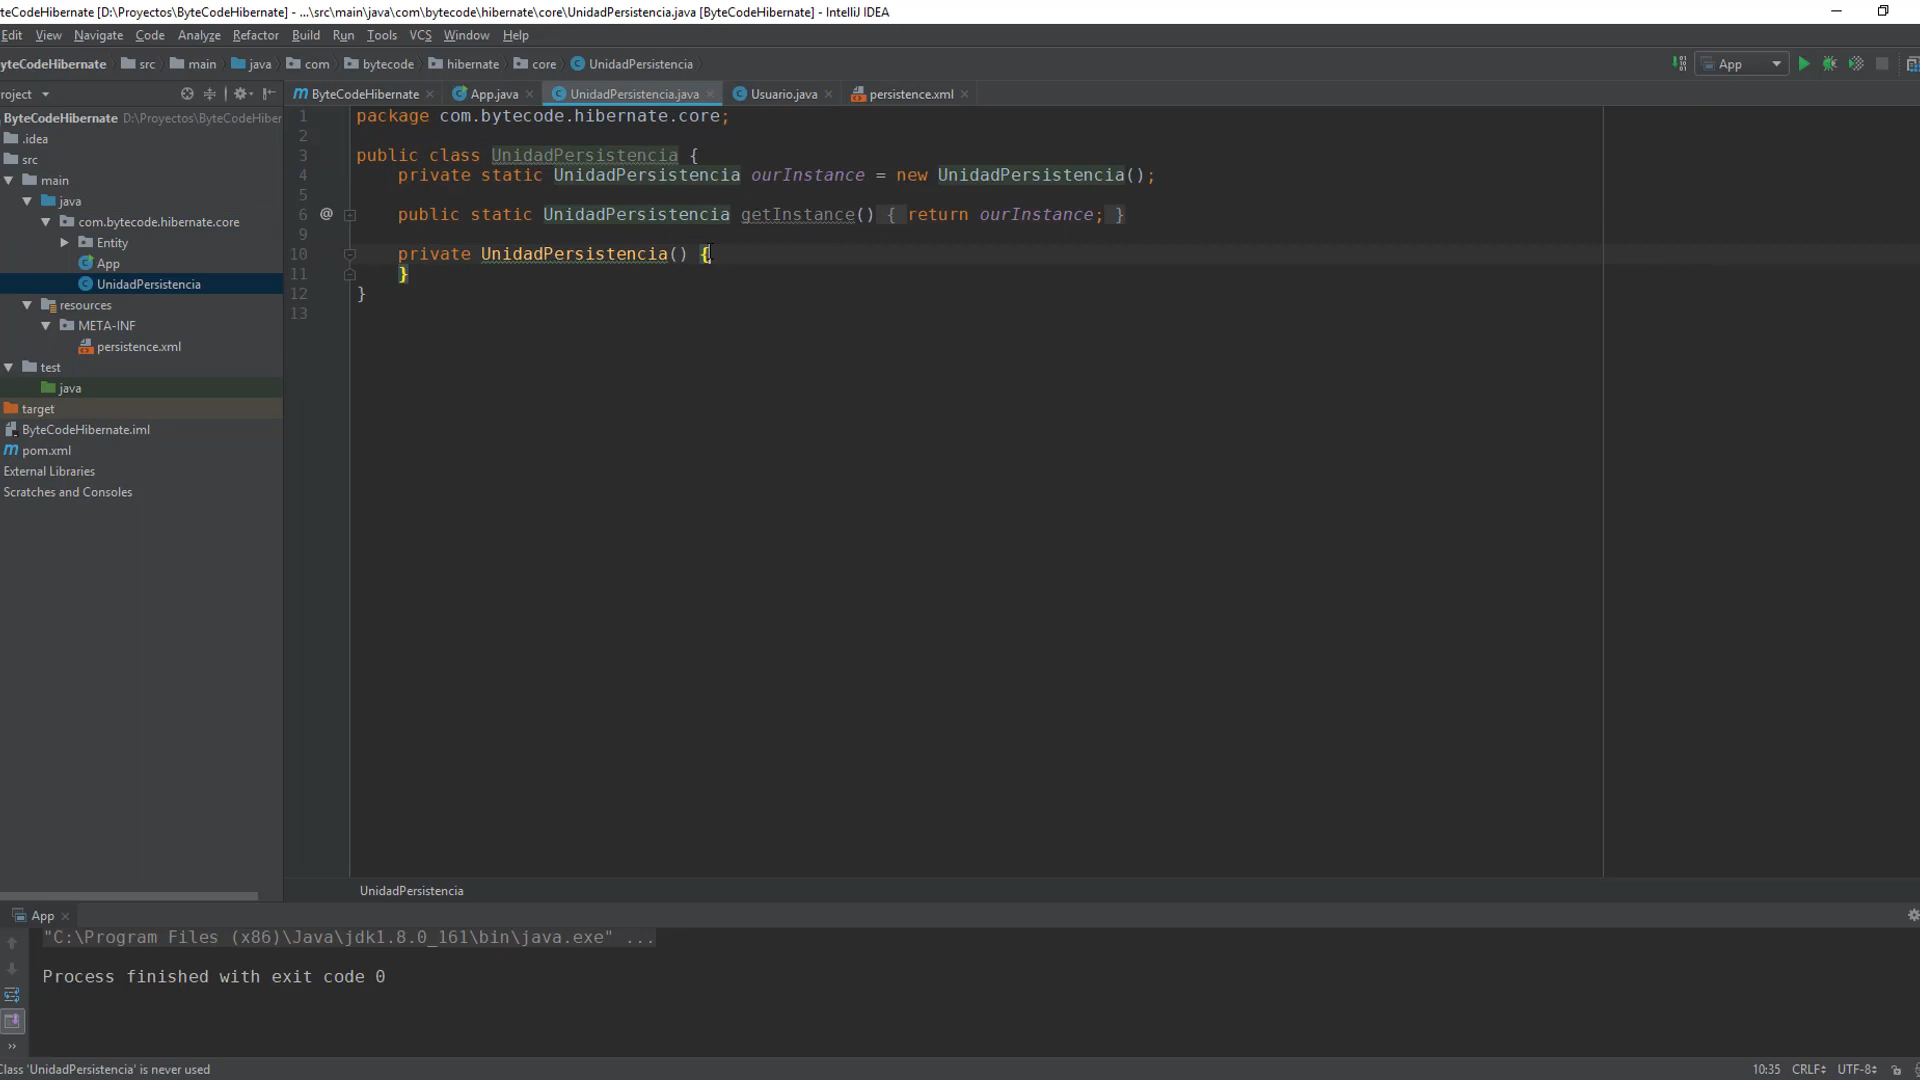 teCodeHibernate [D:\Proyectos\ByteCodeHibernate] - ...\src\main\java\com\bytecode\hibernate\core\UnidadPersistencia.java [ByteCodeHibernate] - IntelliJ IDEA
Edit View Navigate Code Analyze Refactor Build Run Tools VCS Window Help
yteCodeHibernate src main java com bytecode hibernate core UnidadPersistencia App
roject ByteCodeHibernate App.java UnidadPersistencia.java Usuario.java persistence.xml
ByteCodeHibernate D:\Proyectos\ByteCodeHiber
.idea
src
main
java
com.bytecode.hibernate.core
Entity
App
UnidadPersistencia
resources
META-INF
persistence.xml
test
java
target
ByteCodeHibernate.iml
pom.xml
External Libraries
Scratches and Consoles
1 package com.bytecode.hibernate.core;
2
3 public class UnidadPersistencia {
4 private static UnidadPersistencia ourInstance = new UnidadPersistencia();
5
6 @ public static UnidadPersistencia getInstance() { return ourInstance; }
9
10 private UnidadPersistencia() {
11 }
12 }
13
UnidadPersistencia
App
"C:\Program Files (x86)\Java\jdk1.8.0_161\bin\java.exe" ...
Process finished with exit code 0
Class 'UnidadPersistencia' is never used 10:35 CRLF UTF-8